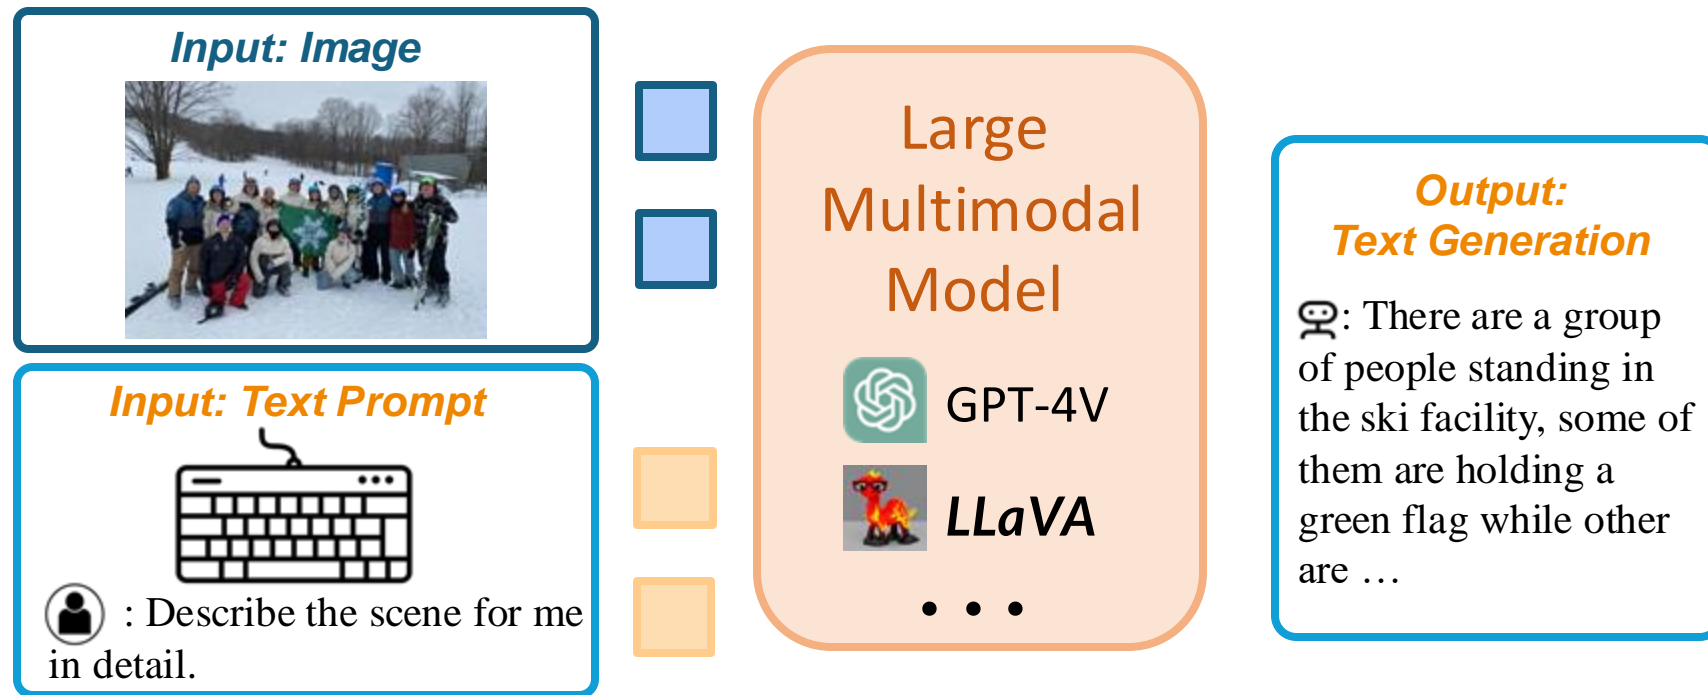 Input: Image
Input: Text Prompt
: Describe the scene for me
in detail.
Large
Multimodal
Model
GPT-4V
LLaVA
...
Output:
Text Generation
: There are a group
of people standing in
the ski facility, some of
them are holding a
green flag while other
are …